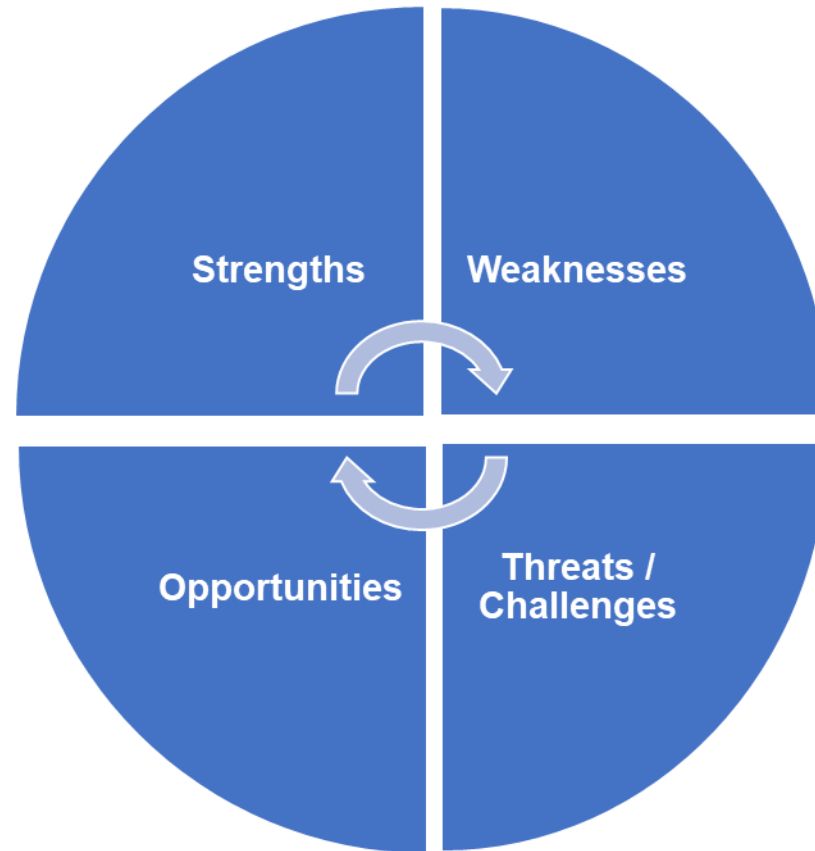 Strengths
Weaknesses
Opportunities
Threats /
Challenges